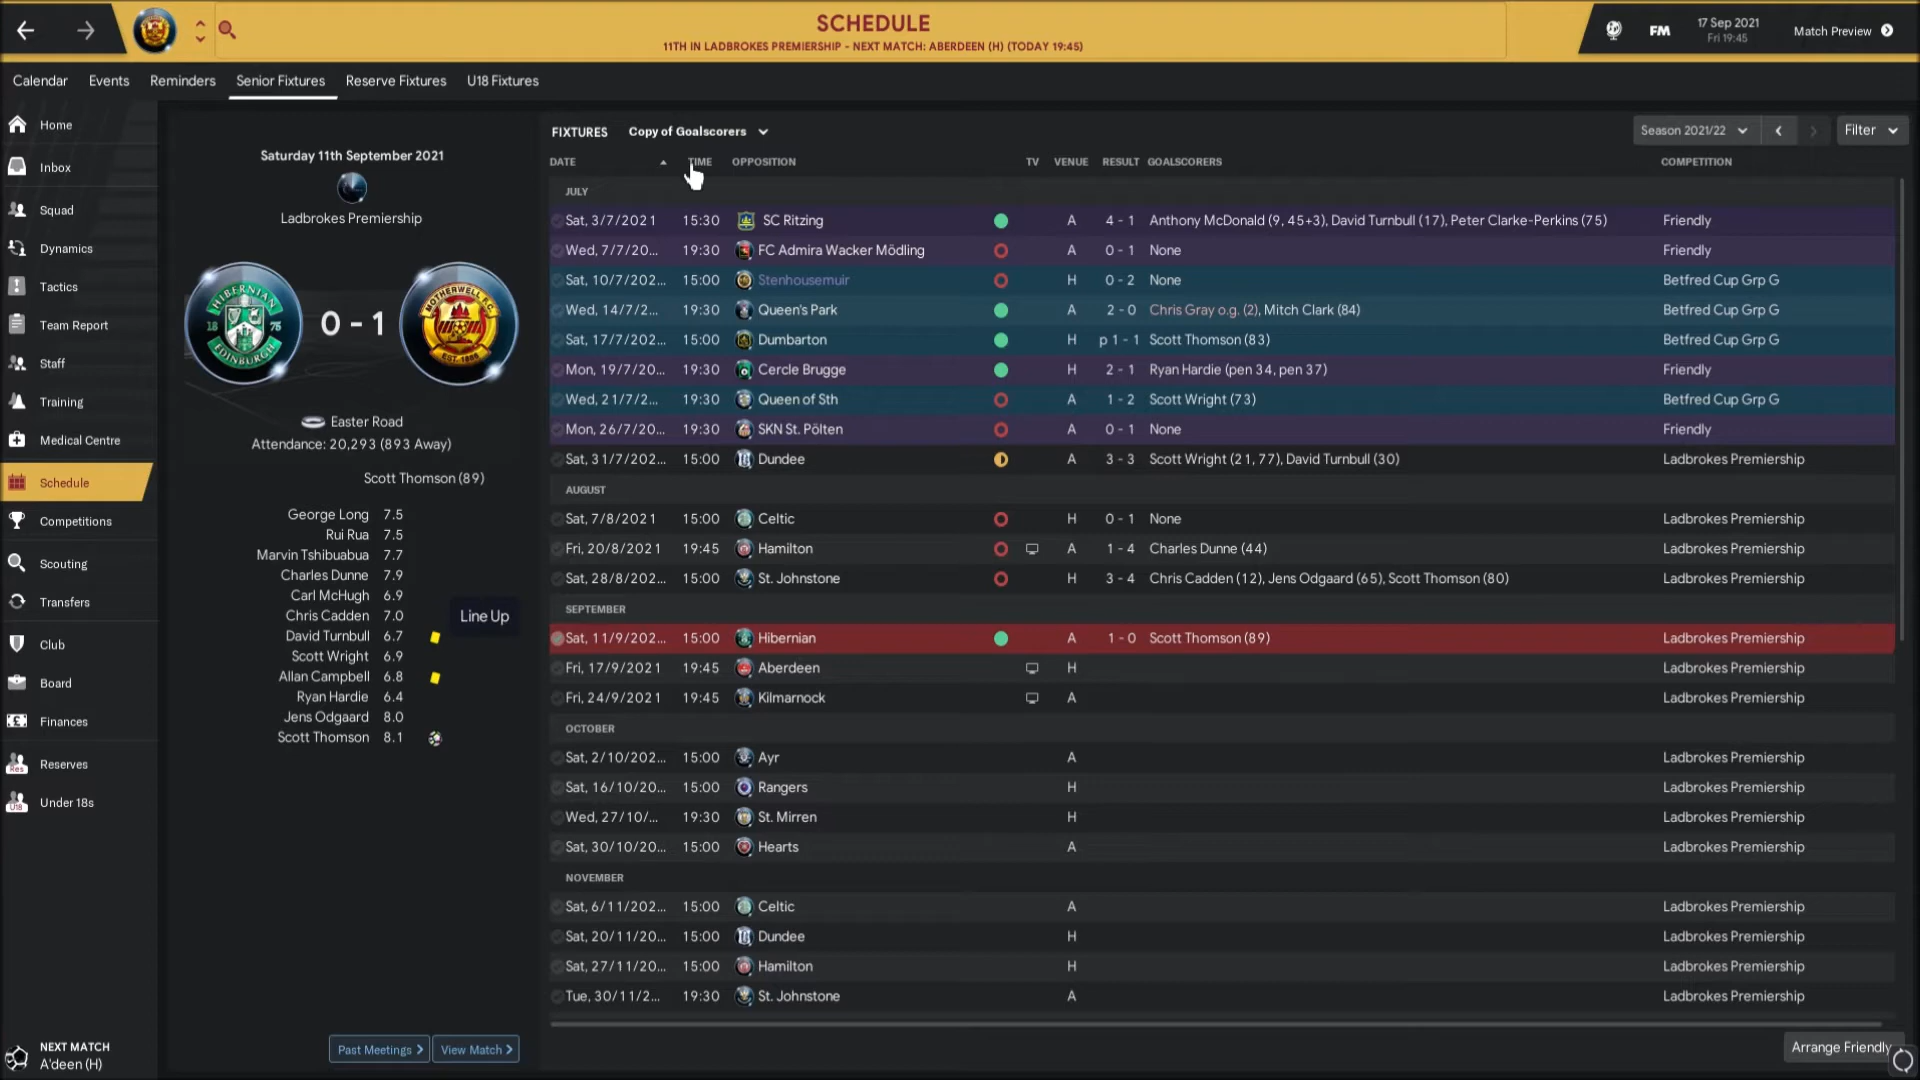 SCHEDULE
11TH IN LADBROKES PREMIERSHIP - NEXT MATCH: ABERDEEN (H) (TODAY 19:45)
FM
17 Sep 2021
Fri 19:45
Match Preview
Calendar Events Reminders Senior Fixtures Reserve Fixtures U18 Fixtures
Home
Inbox
Squad
Dynamics
Tactics
Team Report
Staff
Training
Medical Centre
Schedule
Competitions
Scouting
Transfers
Club
Board
Finances
Reserves
Under 18s
NEXT MATCH
A'deen (H)
Saturday 11th September 2021
Ladbrokes Premiership
HIBERNIAN
18 75
EDINBURGH
0 - 1
MOTHERWELL F.C.
EST. 1886
Easter Road
Attendance: 20,293 (893 Away)
Scott Thomson (89)
George Long 7.5
Rui Rua 7.5
Marvin Tshibuabua 7.7
Charles Dunne 7.9
Carl McHugh 6.9
Chris Cadden 7.0
David Turnbull 6.7
Scott Wright 6.9
Allan Campbell 6.8
Ryan Hardie 6.4
Jens Odgaard 8.0
Scott Thomson 8.1
Line Up
Past Meetings
View Match
FIXTURES Copy of Goalscorers
Season 2021/22
Filter
DATE TIME OPPOSITION TV VENUE RESULT GOALSCORERS COMPETITION
JULY
Sat, 3/7/2021 15:30 SC Ritzing A 4 - 1 Anthony McDonald (9, 45+3), David Turnbull (17), Peter Clarke-Perkins (75) Friendly
Wed, 7/7/20... 19:30 FC Admira Wacker Mödling A 0 - 1 None Friendly
Sat, 10/7/202... 15:00 Stenhousemuir H 0 - 2 None Betfred Cup Grp G
Wed, 14/7/2... 19:30 Queen's Park A 2 - 0 Chris Gray o.g. (2), Mitch Clark (84) Betfred Cup Grp G
Sat, 17/7/202... 15:00 Dumbarton H p 1 - 1 Scott Thomson (83) Betfred Cup Grp G
Mon, 19/7/20... 19:30 Cercle Brugge H 2 - 1 Ryan Hardie (pen 34, pen 37) Friendly
Wed, 21/7/2... 19:30 Queen of Sth A 1 - 2 Scott Wright (73) Betfred Cup Grp G
Mon, 26/7/20... 19:30 SKN St. Pölten A 0 - 1 None Friendly
Sat, 31/7/202... 15:00 Dundee A 3 - 3 Scott Wright (21, 77), David Turnbull (30) Ladbrokes Premiership
AUGUST
Sat, 7/8/2021 15:00 Celtic H 0 - 1 None Ladbrokes Premiership
Fri, 20/8/2021 19:45 Hamilton A 1 - 4 Charles Dunne (44) Ladbrokes Premiership
Sat, 28/8/202... 15:00 St. Johnstone H 3 - 4 Chris Cadden (12), Jens Odgaard (65), Scott Thomson (80) Ladbrokes Premiership
SEPTEMBER
Sat, 11/9/202... 15:00 Hibernian A 1 - 0 Scott Thomson (89) Ladbrokes Premiership
Fri, 17/9/2021 19:45 Aberdeen H Ladbrokes Premiership
Fri, 24/9/2021 19:45 Kilmarnock A Ladbrokes Premiership
OCTOBER
Sat, 2/10/202... 15:00 Ayr A Ladbrokes Premiership
Sat, 16/10/20... 15:00 Rangers H Ladbrokes Premiership
Wed, 27/10/... 19:30 St. Mirren H Ladbrokes Premiership
Sat, 30/10/20... 15:00 Hearts A Ladbrokes Premiership
NOVEMBER
Sat, 6/11/202... 15:00 Celtic A Ladbrokes Premiership
Sat, 20/11/20... 15:00 Dundee H Ladbrokes Premiership
Sat, 27/11/20... 15:00 Hamilton H Ladbrokes Premiership
Tue, 30/11/2... 19:30 St. Johnstone A Ladbrokes Premiership
Arrange Friendly